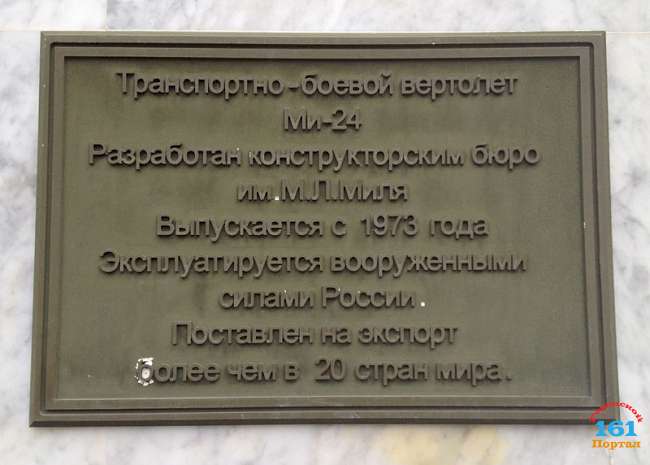 Транспортно-боевой вертолет
Ми-24
Разработан конструкторским бюро
им.М.Л.Миля
Выпускается с 1973 года
Эксплуатируется вооруженными
силами России.
Поставлен на экспорт
более чем в 20 стран мира.
161
Портал